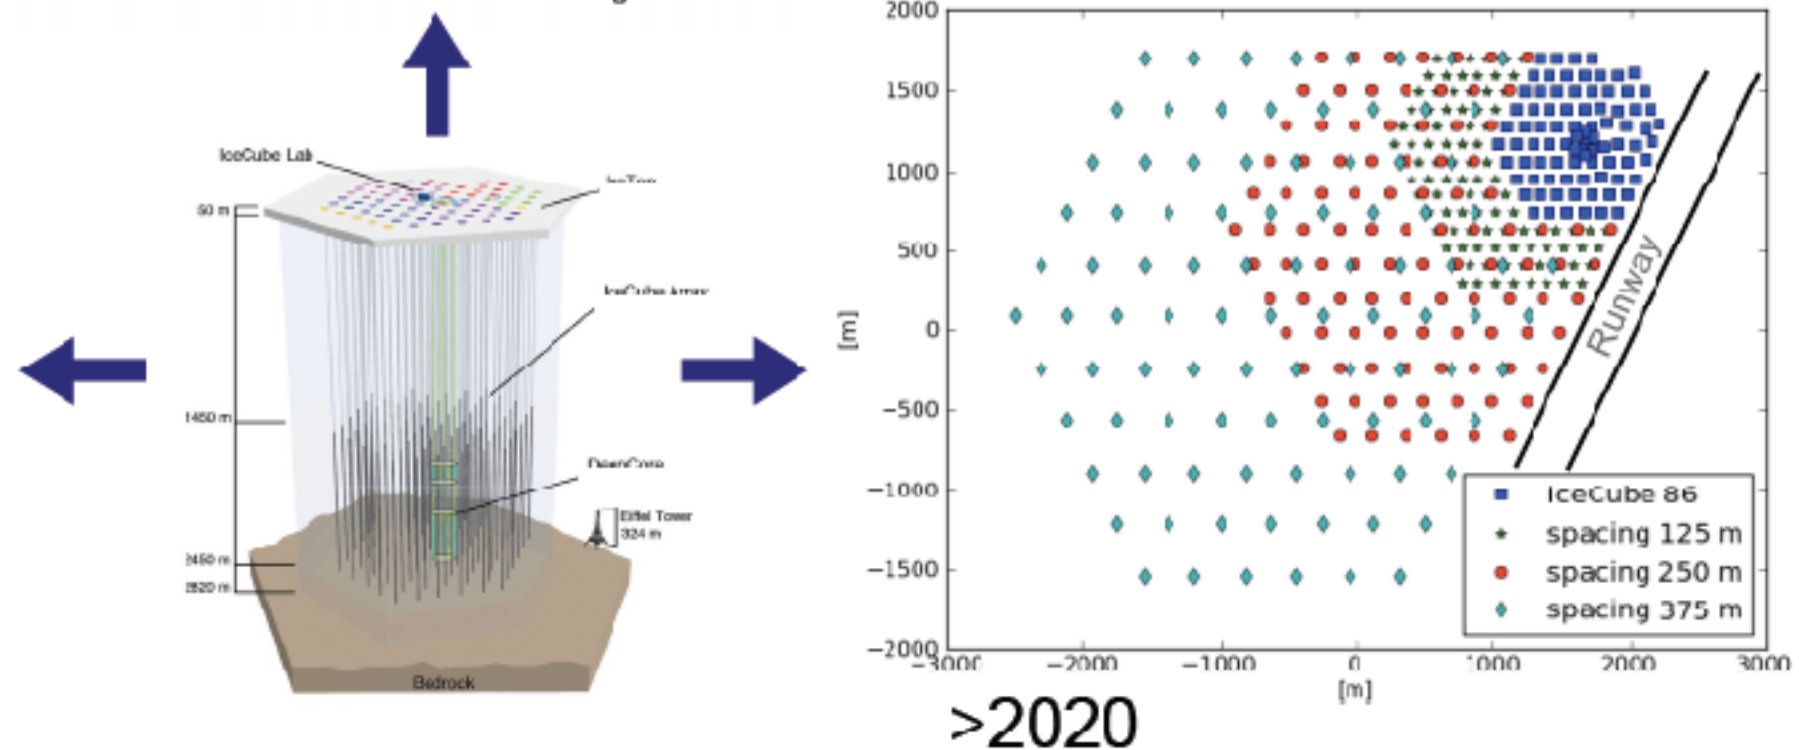 IceCube Lab
50 m
1450 m
DeepCore
Eiffel Tower
324 m
2450 m
2820 m
Bedrock
2000
1500
1000
500
0
−500
−1000
−1500
−2000
[m]
−3000
−2000
−1000
0
1000
2000
3000
[m]
Runway
IceCube 86
spacing 125 m
spacing 250 m
spacing 375 m
>2020